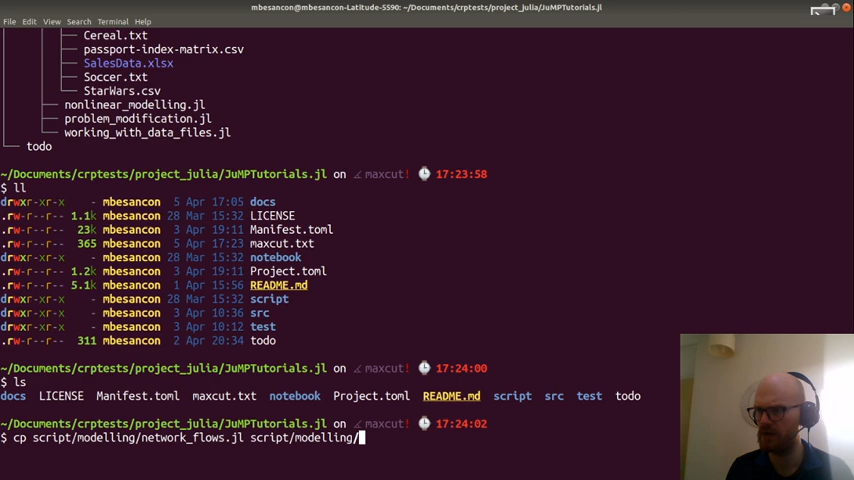 mbesancon@mbesancon-Latitude-5590: ~/Documents/crptests/project_julia/JuMPTutorials.jl
File Edit View Search Terminal Help
Cereal.txt
passport-index-matrix.csv
SalesData.xlsx
Soccer.txt
StarWars.csv
nonlinear_modelling.jl
problem_modification.jl
working_with_data_files.jl
todo
~/Documents/crptests/project_julia/JuMPTutorials.jl on maxcut! 17:23:58
$ ll
drwxr-xr-x - mbesancon 5 Apr 17:05 docs
.rw-r--r-- 1.1k mbesancon 28 Mar 15:32 LICENSE
.rw-r--r-- 23k mbesancon 3 Apr 19:11 Manifest.toml
.rw-r--r-- 365 mbesancon 5 Apr 17:23 maxcut.txt
drwxr-xr-x - mbesancon 28 Mar 15:32 notebook
.rw-r--r-- 1.2k mbesancon 3 Apr 19:11 Project.toml
.rw-r--r-- 5.1k mbesancon 1 Apr 15:56 README.md
drwxr-xr-x - mbesancon 28 Mar 15:32 script
drwxr-xr-x - mbesancon 3 Apr 10:36 src
drwxr-xr-x - mbesancon 3 Apr 10:12 test
.rw-r--r-- 311 mbesancon 2 Apr 20:34 todo
~/Documents/crptests/project_julia/JuMPTutorials.jl on maxcut! 17:24:00
$ ls
docs LICENSE Manifest.toml maxcut.txt notebook Project.toml README.md script src test todo
~/Documents/crptests/project_julia/JuMPTutorials.jl on maxcut! 17:24:02
$ cp script/modelling/network_flows.jl script/modelling/